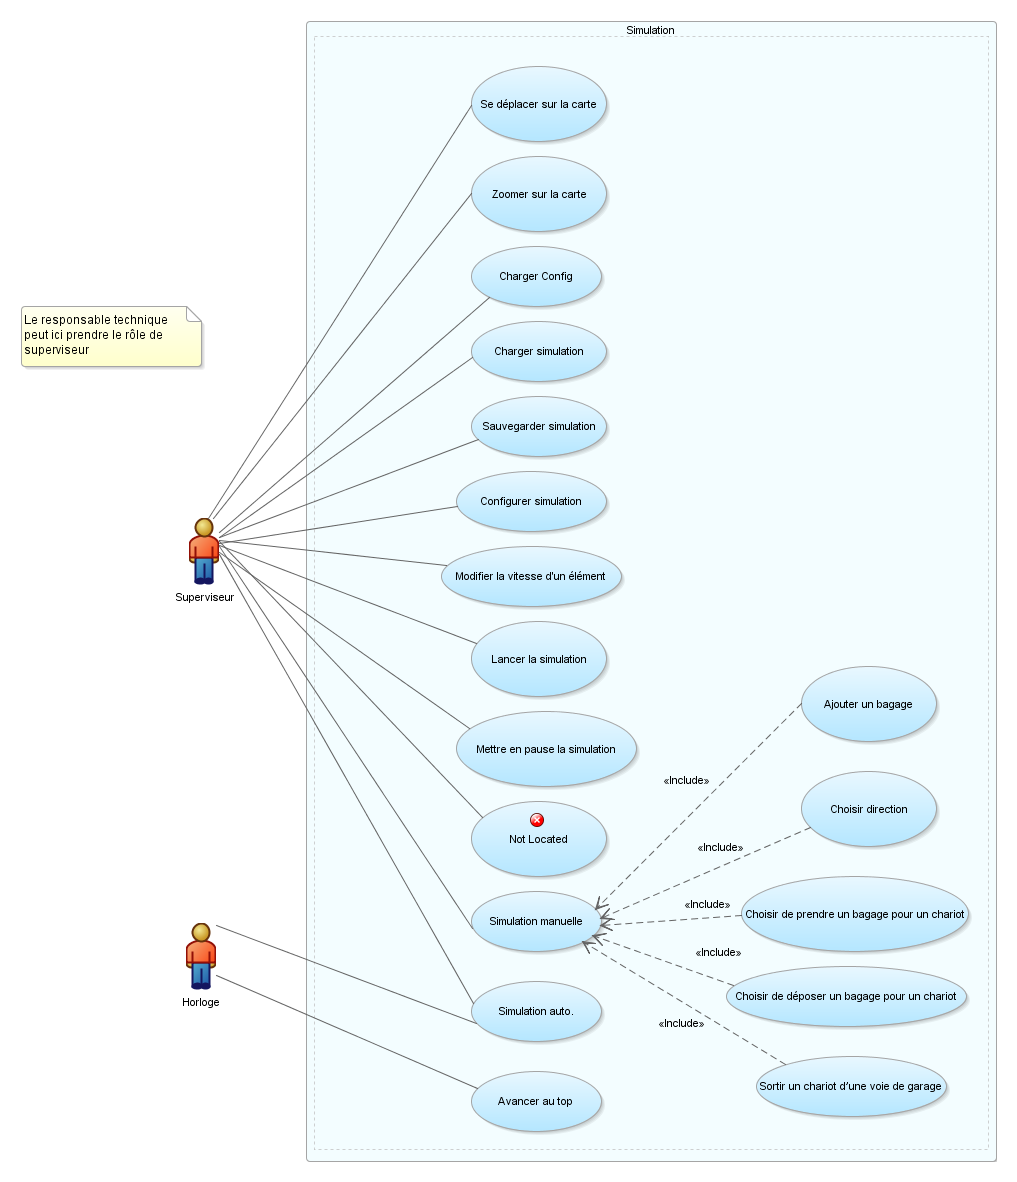 Simulation
Se déplacer sur la carte
Zoomer sur la carte
Charger Config
Le responsable technique
peut ici prendre le rôle de
superviseur
Charger simulation
Sauvegarder simulation
Configurer simulation
Modifier la vitesse d'un élément
Superviseur
Lancer la simulation
Ajouter un bagage
Mettre en pause la simulation
«Include»
Choisir direction
Not Located
«Include»
«Include»
Choisir de prendre un bagage pour un chariot
Simulation manuelle
«Include»
Choisir de déposer un bagage pour un chariot
Horloge
Simulation auto.
«Include»
Sortir un chariot d'une voie de garage
Avancer au top